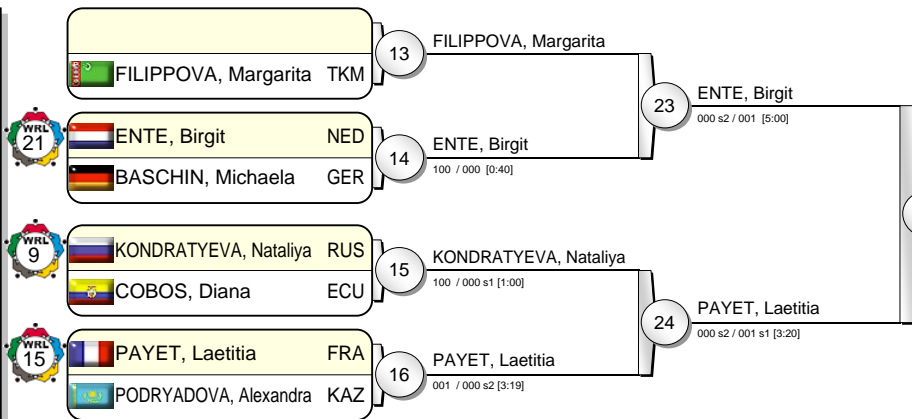 FILIPPOVA, Margarita TKM
13
FILIPPOVA, Margarita
WRL
21
ENTE, Birgit NED
BASCHIN, Michaela GER
14
ENTE, Birgit
100 / 000 [0:40]
23
ENTE, Birgit
000 s2 / 001 [5:00]
WRL
9
KONDRATYEVA, Nataliya RUS
COBOS, Diana ECU
15
KONDRATYEVA, Nataliya
100 / 000 s1 [1:00]
WRL
15
PAYET, Laetitia FRA
PODRYADOVA, Alexandra KAZ
16
PAYET, Laetitia
001 / 000 s2 [3:19]
24
PAYET, Laetitia
000 s2 / 001 s1 [3:20]